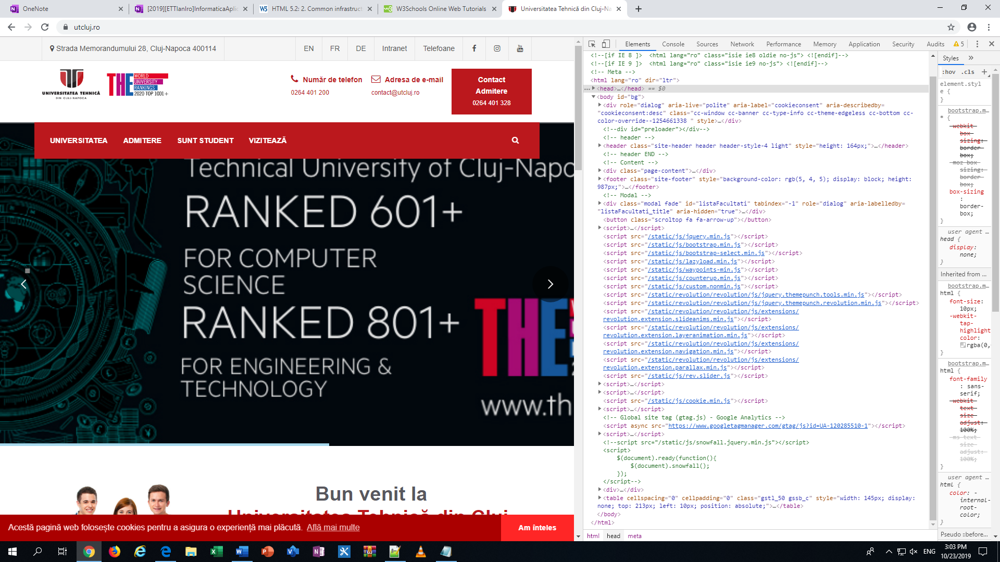 OneNote
[2019][ETTIanIro]InformaticaAplic
HTML 5.2: 2. Common infrastruct
W3Schools Online Web Tutorials
Universitatea Tehnică din Cluj-Na
utcluj.ro
Strada Memorandumului 28, Cluj-Napoca 400114
EN
FR
DE
Intranet
Telefoane
UNIVERSITATEA TEHNICĂ
DIN CLUJ-NAPOCA
THE WORLD
UNIVERSITY
RANKINGS
2020 TOP 1001+
Număr de telefon
0264 401 200
Adresa de e-mail
contact@utcluj.ro
Contact
Admitere
0264 401 328
UNIVERSITATEA
ADMITERE
SUNT STUDENT
VIZITEAZĂ
Technical University of Cluj-Napo
RANKED 601+
FOR COMPUTER
SCIENCE
RANKED 801+
FOR ENGINEERING &
TECHNOLOGY
THE
www.th
Bun venit la
Universitatea Tehnică din Cluj
Acestă pagină web folosește cookies pentru a asigura o experiență mai plăcută. Află mai multe
Am înteles
Elements
Console
Sources
Network
Performance
Memory
Application
Security
Audits
5
<!--[if IE 8 ]>  <html lang="ro" class="isie ie8 oldie no-js"> <![endif]-->
<!--[if IE 9 ]>  <html lang="ro" class="isie ie9 no-js"> <![endif]-->
<!-- Meta -->
<html lang="ro" dir="ltr">
<head>…</head> == $0
<body id="bg">
<div role="dialog" aria-live="polite" aria-label="cookieconsent" aria-describedby=
"cookieconsent:desc" class="cc-window cc-banner cc-type-info cc-theme-edgeless cc-bottom cc-
color-override--1254661338 " style>…</div>
<!--div id="preloader"></div-->
<!-- header -->
<header class="site-header header header-style-4 light" style="height: 164px;">…</header>
<!-- header END -->
<!-- Content -->
<div class="page-content">…</div>
<footer class="site-footer" style="background-color: rgb(5, 4, 5); display: block; height:
987px;">…</footer>
<!-- Modal -->
<div class="modal fade" id="listaFacultati" tabindex="-1" role="dialog" aria-labelledby=
"listaFacultati_title" aria-hidden="true">…</div>
<button class="scroltop fa fa-arrow-up"></button>
<script>…</script>
<script src="/static/js/jquery.min.js"></script>
<script src="/static/js/bootstrap.min.js"></script>
<script src="/static/js/bootstrap-select.min.js"></script>
<script src="/static/js/lazyload.min.js"></script>
<script src="/static/js/waypoints-min.js"></script>
<script src="/static/js/counterup.min.js"></script>
<script src="/static/js/custom.nonmin.js"></script>
<script src="/static/revolution/revolution/js/jquery.themepunch.tools.min.js"></script>
<script src="/static/revolution/revolution/js/jquery.themepunch.revolution.min.js"></script>
<script src="/static/revolution/revolution/js/extensions/
revolution.extension.slideanims.min.js"></script>
<script src="/static/revolution/revolution/js/extensions/
revolution.extension.layeranimation.min.js"></script>
<script src="/static/revolution/revolution/js/extensions/
revolution.extension.navigation.min.js"></script>
<script src="/static/revolution/revolution/js/extensions/
revolution.extension.parallax.min.js"></script>
<script src="/static/js/rev.slider.js"></script>
<script>…</script>
<script>…</script>
<script src="/static/js/cookie.min.js"></script>
<script>…</script>
<!-- Global site tag (gtag.js) - Google Analytics -->
<script async src="https://www.googletagmanager.com/gtag/js?id=UA-120285510-1"></script>
<script>…</script>
<!--script src="/static/js/snowfall.jquery.min.js"></script>
<script>
$(document).ready(function(){
$(document).snowfall();
});
</script-->
<div>…</div>
<table cellspacing="0" cellpadding="0" class="gstl_50 gssb_c" style="width: 145px; display:
none; top: 213px; left: 10px; position: absolute;">…</table>
</body>
</html>
html
head
meta
Styles
:hov
.cls
element.styl
e {
}
bootstrap.m…
* {
-webkit-
box-
sizing:
border-
box;
-moz-box-
sizing:
border-
box;
box-sizing
:
border-
box;
}
user agent …
head {
display:
none;
}
Inherited from …
bootstrap.m…
html {
font-size:
10px;
-webkit-
tap-
highlight
color:
rgba(0,
}
bootstrap.m…
html {
font-family
: sans-
serif;
-webkit-
text-
size-
adjust:
100%;
-ms-text-
size-
adjust:
100%;
}
user agent …
html {
color: -
internal-
root-
color;
}
Pseudo ::before…
ENG
3:03 PM
10/23/2019